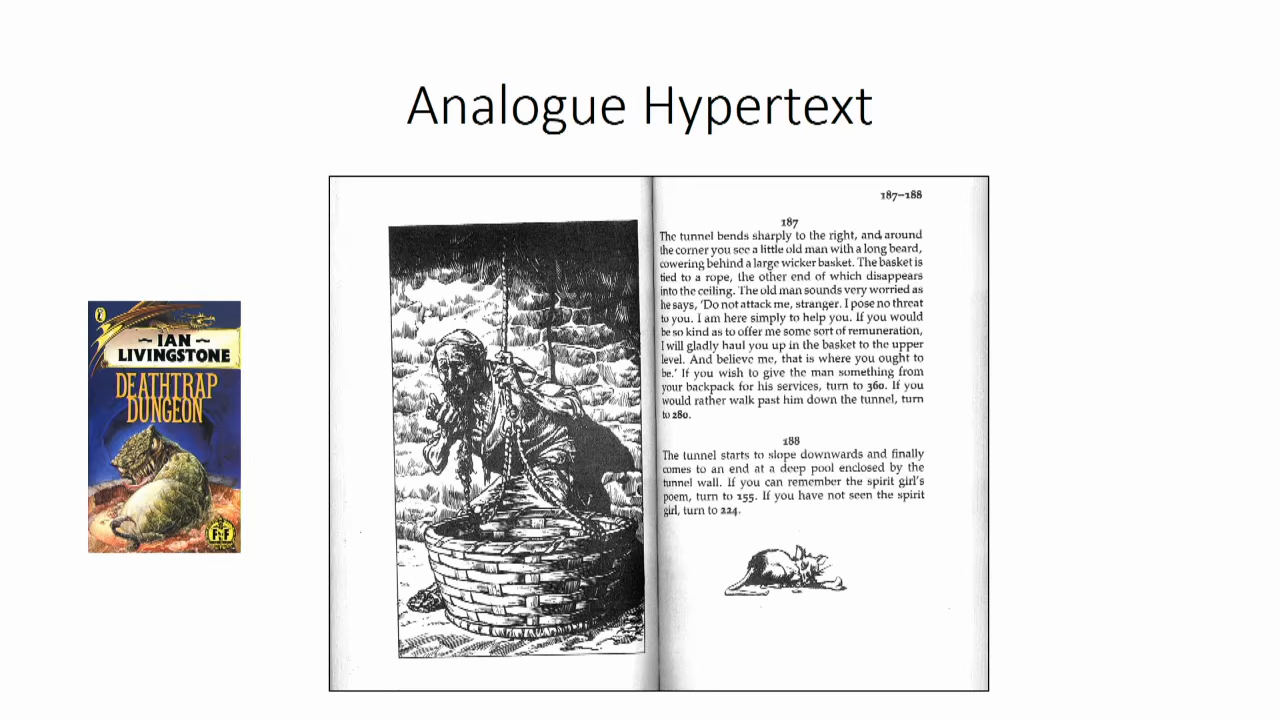 Analogue Hypertext
~ IAN ~
LIVINGSTONE
DEATHTRAP
DUNGEON
FF
187–188
187
The tunnel bends sharply to the right, and around
the corner you see a little old man with a long beard,
cowering behind a large wicker basket. The basket is
tied to a rope, the other end of which disappears
into the ceiling. The old man sounds very worried as
he says, ‘Do not attack me, stranger. I pose no threat
to you. I am here simply to help you. If you would
be so kind as to offer me some sort of remuneration,
I will gladly haul you up in the basket to the upper
level. And believe me, that is where you ought to
be.’ If you wish to give the man something from
your backpack for his services, turn to 360. If you
would rather walk past him down the tunnel, turn
to 280.
188
The tunnel starts to slope downwards and finally
comes to an end at a deep pool enclosed by the
tunnel wall. If you can remember the spirit girl’s
poem, turn to 155. If you have not seen the spirit
girl, turn to 224.